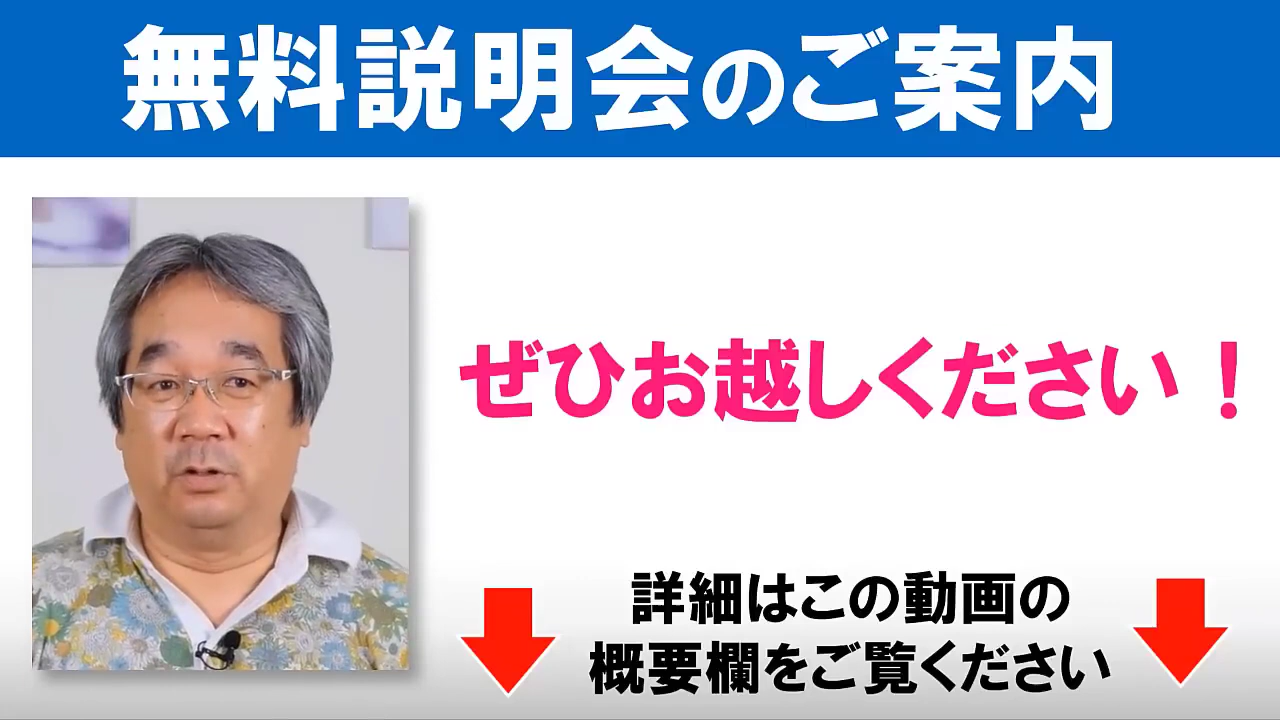 無料説明会のご案内
ぜひお越しください！
詳細はこの動画の
概要欄をご覧ください